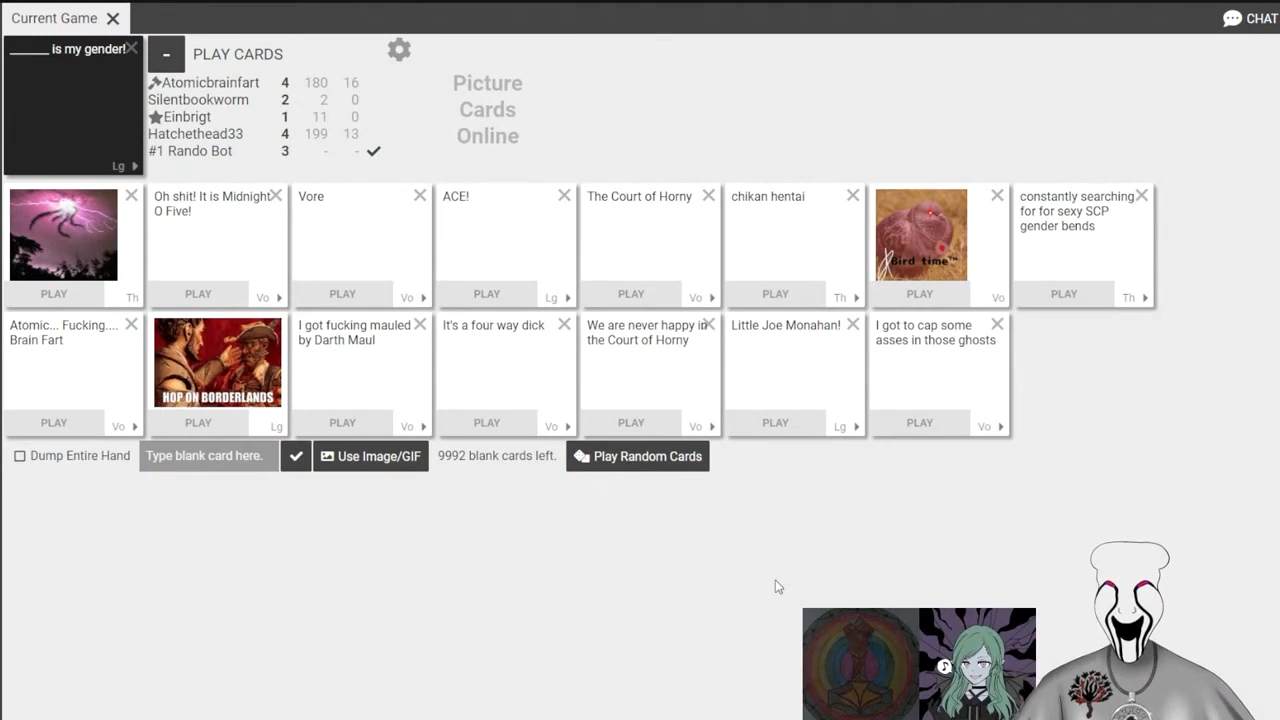 Current Game
CHAT
______ is my gender!
Lg
-
PLAY CARDS
Atomicbrainfart 4 180 16
Silentbookworm 2 2 0
Einbrigt 1 11 0
Hatchethead33 4 199 13
#1 Rando Bot 3 - -
Picture
Cards
Online
PLAY
Th
Oh shit! It is Midnight
O Five!
PLAY
Vo
Vore
PLAY
Vo
ACE!
PLAY
Lg
The Court of Horny
PLAY
Vo
chikan hentai
PLAY
Th
Bird time™
PLAY
Vo
constantly searching
for for sexy SCP
gender bends
PLAY
Th
Atomic... Fucking....
Brain Fart
PLAY
Vo
HOP ON BORDERLANDS
PLAY
Lg
I got fucking mauled
by Darth Maul
PLAY
Vo
It's a four way dick
PLAY
Vo
We are never happy in
the Court of Horny
PLAY
Vo
Little Joe Monahan!
PLAY
Lg
I got to cap some
asses in those ghosts
PLAY
Vo
Dump Entire Hand
Type blank card here.
Use Image/GIF
9992 blank cards left.
Play Random Cards